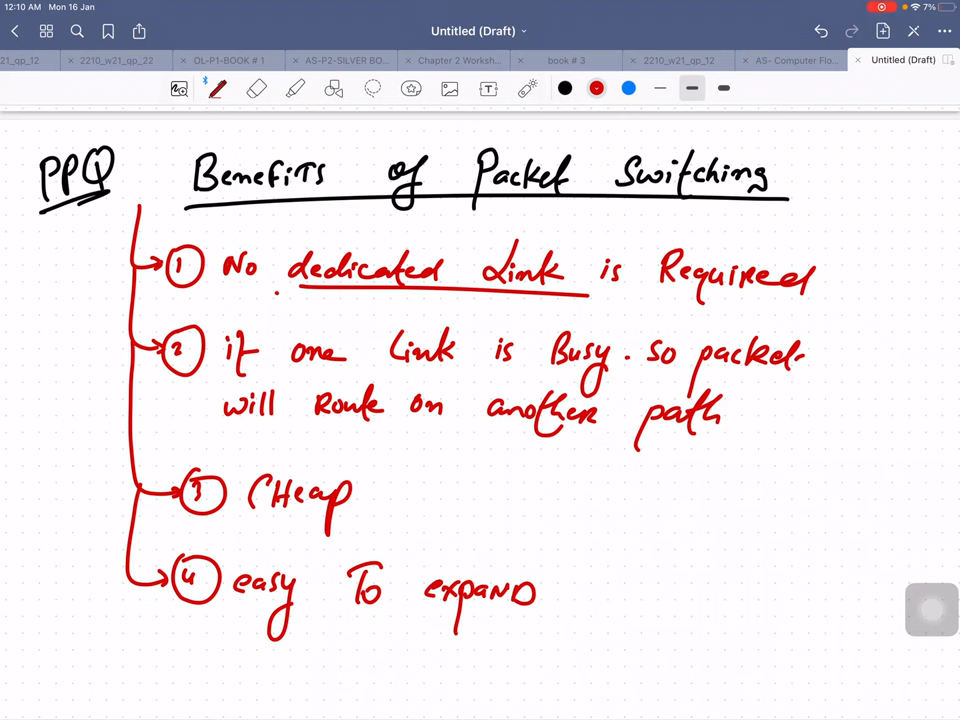 12:10 AM Mon 16 Jan
7%
Untitled (Draft)
21_qp_12
2210_w21_qp_22
OL-P1-BOOK # 1
AS-P2-SILVER BO...
Chapter 2 Worksh...
book # 3
2210_w21_qp_12
AS- Computer Flo...
Untitled (Draft)
PPQ Benefits of Packet Switching
1 No dedicated Link is Required
2 if one Link is Busy. so packet
will Route on another path
3 CHeap
4 easy To expAND